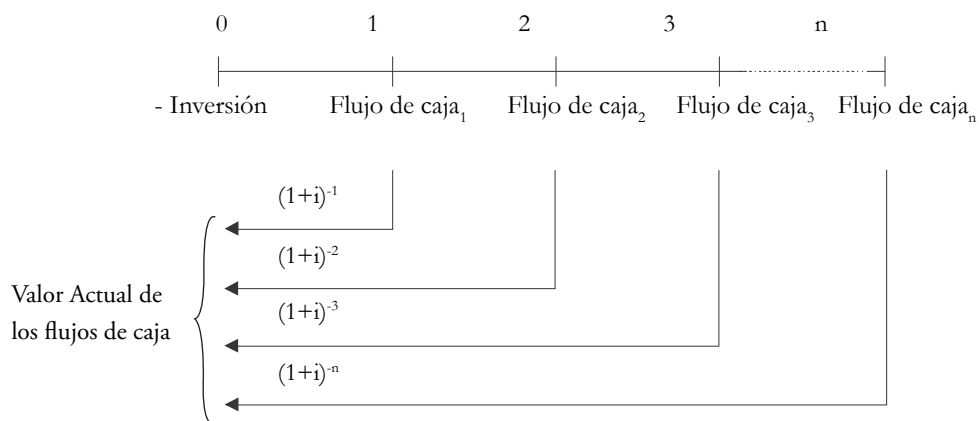 0 1 2 3 n
- Inversión Flujo de caja₁ Flujo de caja₂ Flujo de caja₃ Flujo de cajaₙ
(1+i)⁻¹
(1+i)⁻²
(1+i)⁻³
(1+i)⁻ⁿ
Valor Actual de
los flujos de caja